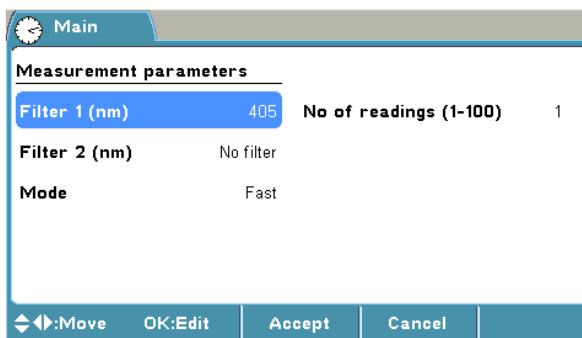 Main
Measurement parameters
Filter 1 (nm) 405 No of readings (1-100) 1
Filter 2 (nm) No filter
Mode Fast
:Move OK:Edit Accept Cancel